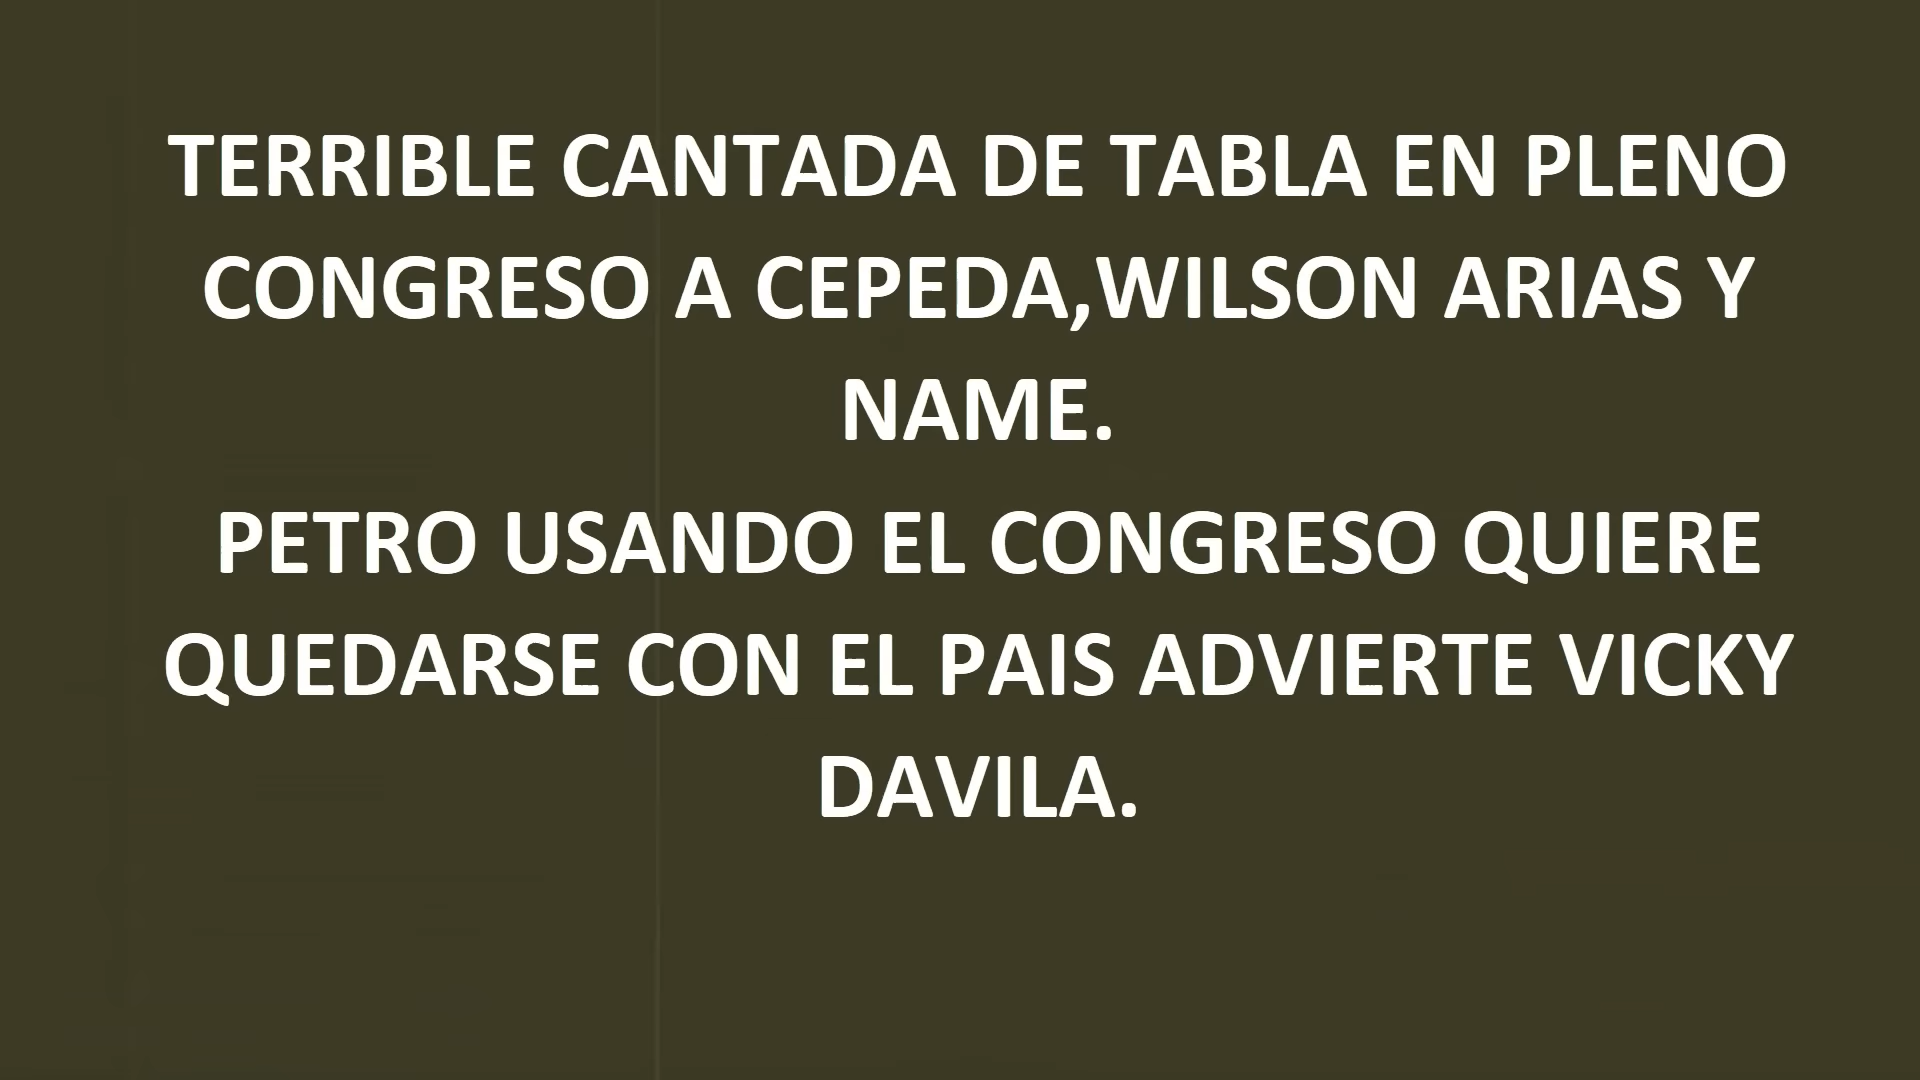 TERRIBLE CANTADA DE TABLA EN PLENO
CONGRESO A CEPEDA,WILSON ARIAS Y
NAME.
PETRO USANDO EL CONGRESO QUIERE
QUEDARSE CON EL PAIS ADVIERTE VICKY
DAVILA.